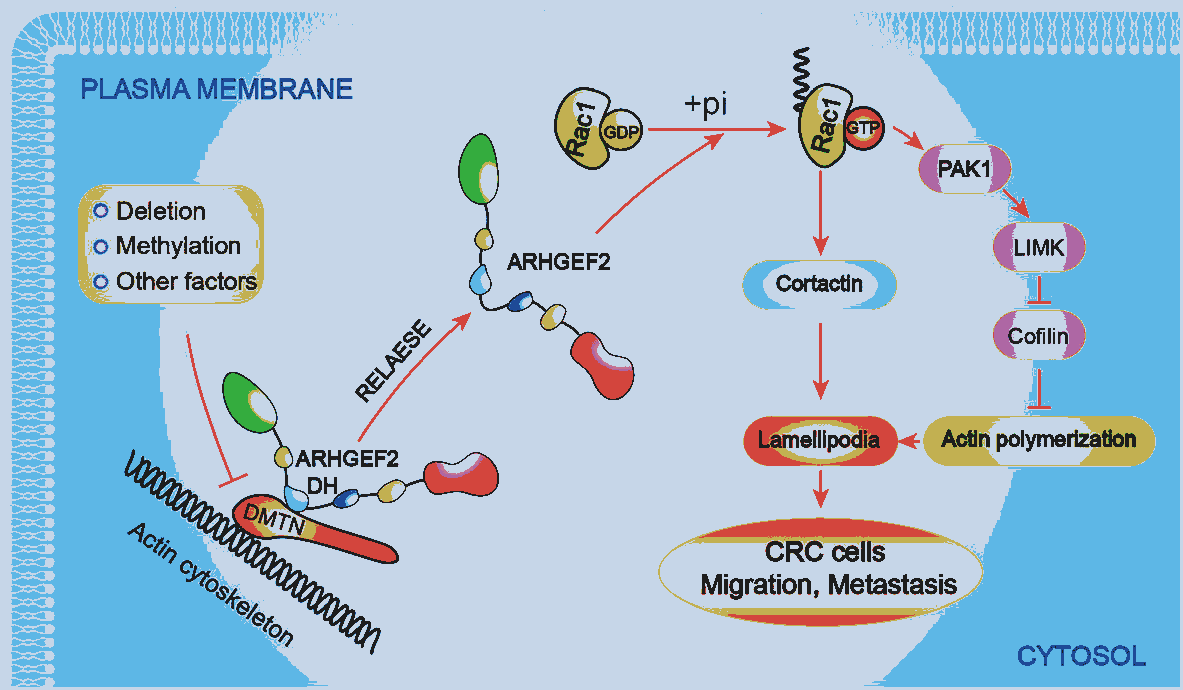 PLASMA MEMBRANE
Deletion
Methylation
Other factors
ARHGEF2
DH
DMTN
Actin cytoskeleton
RELAESE
ARHGEF2
Rac1
GDP
+pi
Rac1
GTP
PAK1
LIMK
Cofilin
Actin polymerization
Cortactin
Lamellipodia
CRC cells
Migration, Metastasis
CYTOSOL